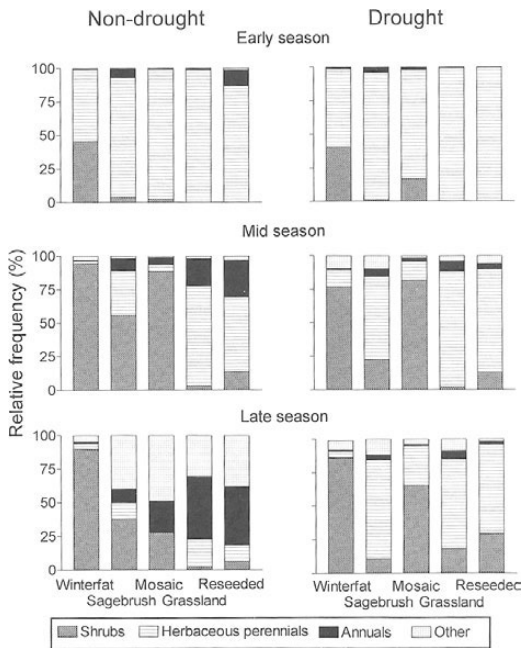 Non-drought Drought
Early season
100
75
50
25
0
Mid season
100
75
50
25
0
Late season
100
75
50
25
0
Relative frequency (%)
Winterfat Mosaic Reseeded Winterfat Mosaic Reseeded
Sagebrush Grassland Sagebrush Grassland
Shrubs Herbaceous perennials Annuals Other